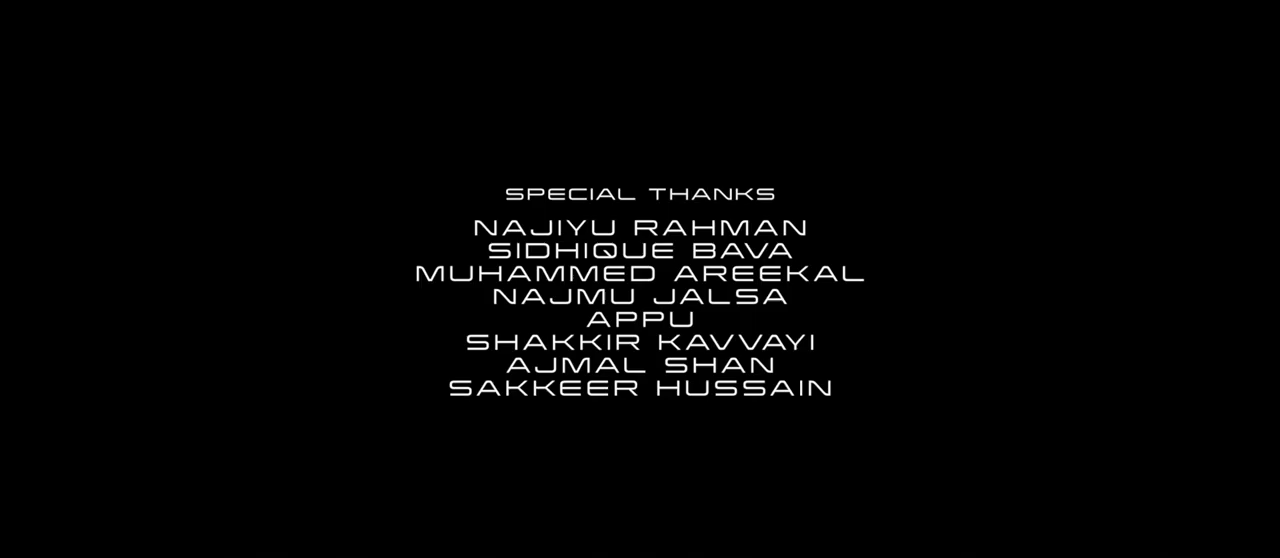 SPECIAL THANKS
NAJIYU RAHMAN
SIDHIQUE BAVA
MUHAMMED AREEKAL
NAJMU JALSA
APPU
SHAKKIR KAVVAYI
AJMAL SHAN
SAKKEER HUSSAIN